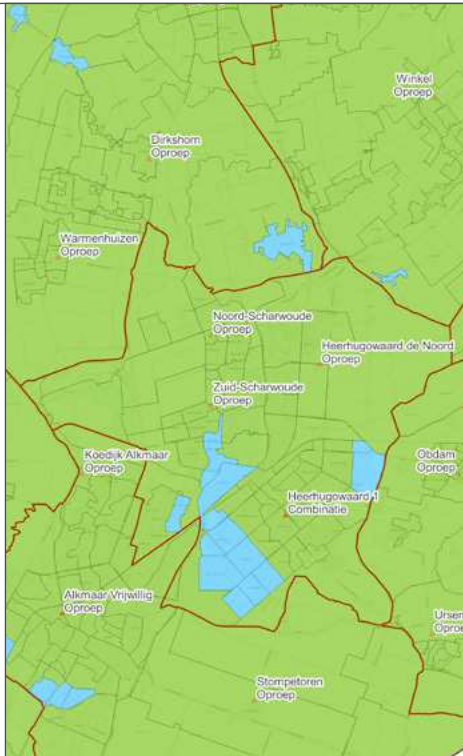 Winkel
Oproep
Dirkshorn
Oproep
Warmenhuizen
Oproep
Noord-Scharwoude
Oproep
Heerhugowaard de Noord
Oproep
Zuid-Scharwoude
Oproep
Koedijk Alkmaar
Oproep
Obdam
Oproep
Heerhugowaard 1
Combinatie
Alkmaar Vrijwillig
Oproep
Ursem
Oproe
Stompetoren
Oproep